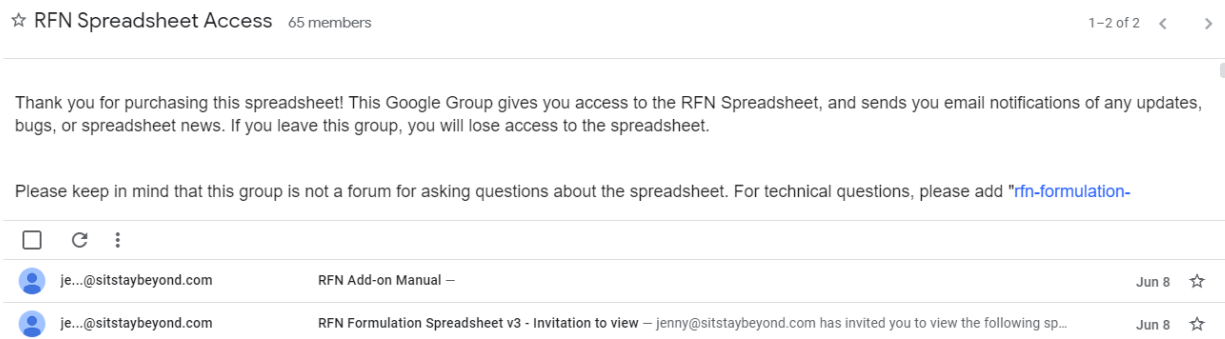 RFN Spreadsheet Access 65 members 1–2 of 2
Thank you for purchasing this spreadsheet! This Google Group gives you access to the RFN Spreadsheet, and sends you email notifications of any updates,
bugs, or spreadsheet news. If you leave this group, you will lose access to the spreadsheet.
Please keep in mind that this group is not a forum for asking questions about the spreadsheet. For technical questions, please add "rfn-formulation-
je...@sitstaybeyond.com RFN Add-on Manual – Jun 8
je...@sitstaybeyond.com RFN Formulation Spreadsheet v3 - Invitation to view – jenny@sitstaybeyond.com has invited you to view the following sp... Jun 8